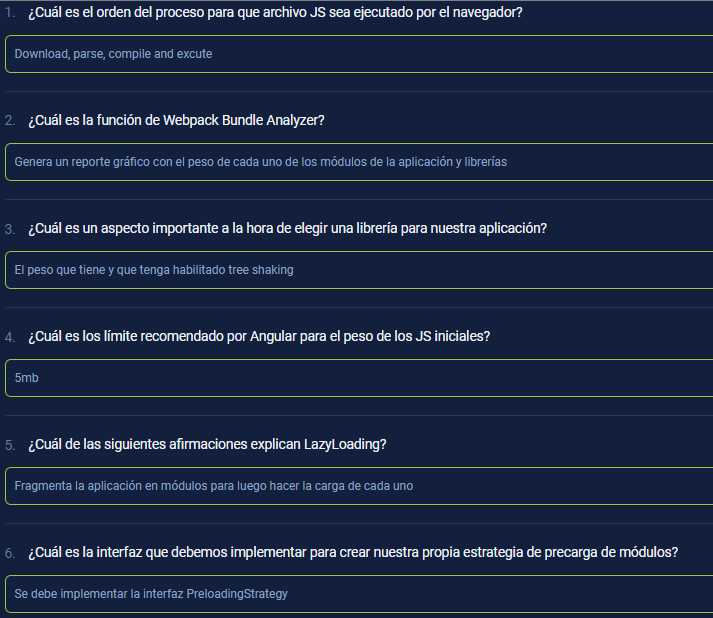 1. ¿Cuál es el orden del proceso para que archivo JS sea ejecutado por el navegador?
Download, parse, compile and excute
2. ¿Cuál es la función de Webpack Bundle Analyzer?
Genera un reporte gráfico con el peso de cada uno de los módulos de la aplicación y librerías
3. ¿Cuál es un aspecto importante a la hora de elegir una librería para nuestra aplicación?
El peso que tiene y que tenga habilitado tree shaking
4. ¿Cuál es los límite recomendado por Angular para el peso de los JS iniciales?
5mb
5. ¿Cuál de las siguientes afirmaciones explican LazyLoading?
Fragmenta la aplicación en módulos para luego hacer la carga de cada uno
6. ¿Cuál es la interfaz que debemos implementar para crear nuestra propia estrategia de precarga de módulos?
Se debe implementar la interfaz PreloadingStrategy